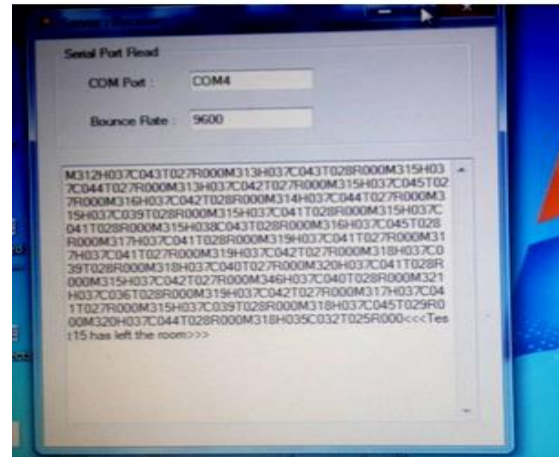 Serial Port Read
COM Port :
COM4
Bounce Rate :
9600
M312H037C043T027R000M313H037C043T028R000M315H03
7C044T027R000M313H037C042T027R000M315H037C045T02
7R000M316H037C042T028R000M314H037C044T027R000M3
15H037C039T028R000M315H037C041T028R000M315H037C
041T028R000M315H038C043T028R000M316H037C045T028
R000M317H037C041T028R000M319H037C041T027R000M31
7H037C041T027R000M319H037C042T027R000M318H037C0
39T028R000M318H037C040T027R000M320H037C041T028R
000M315H037C042T027R000M346H037C040T028R000M321
H037C036T028R000M319H037C042T027R000M317H037C04
1T027R000M315H037C039T028R000M318H037C045T029R0
00M320H037C044T028R000M318H035C032T025R000<<<Tes
t15 has left the room>>>